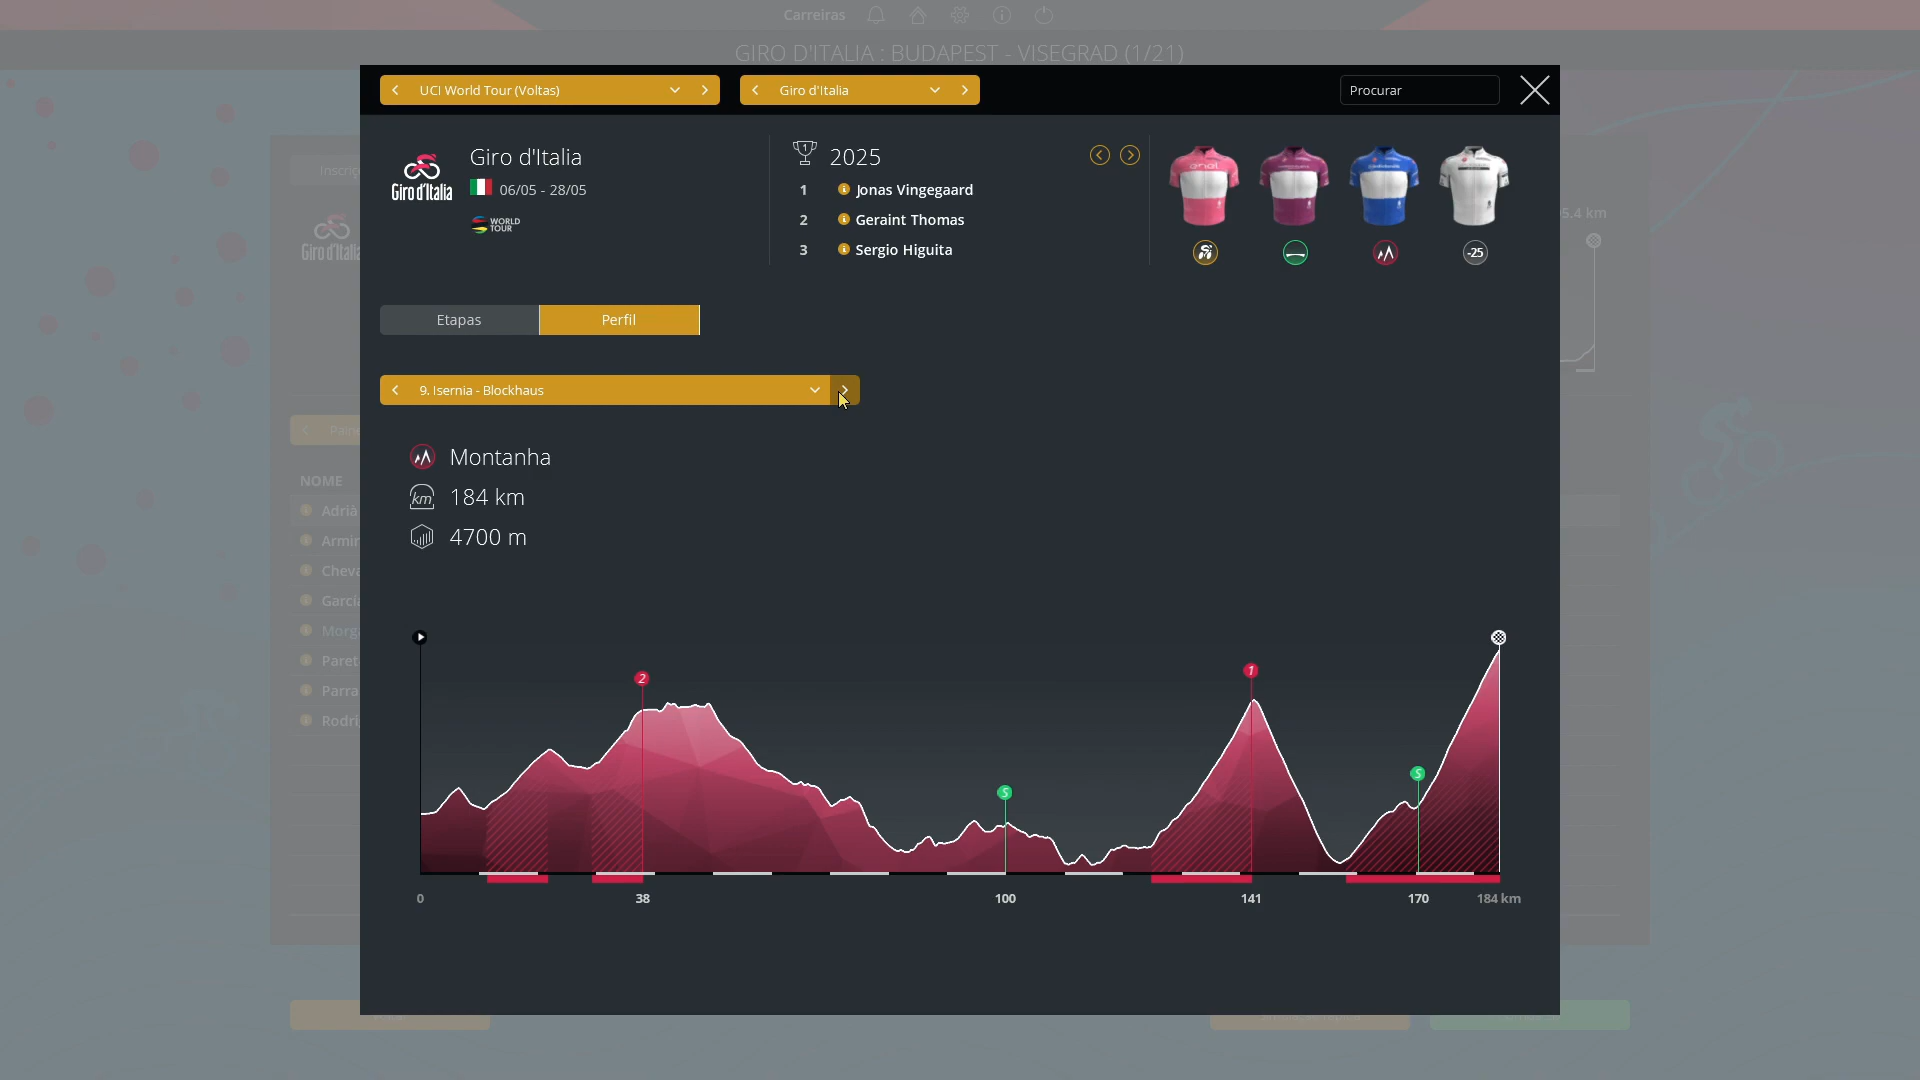 Carreiras
GIRO D'ITALIA : BUDAPEST - VISEGRAD (1/21)
UCI World Tour (Voltas)
Giro d'Italia
Procurar
Giro d'Italia
Giro d'Italia
06/05 - 28/05
WORLD TOUR
2025
1 Jonas Vingegaard
2 Geraint Thomas
3 Sergio Higuita
-25
Etapas
Perfil
9. Isernia - Blockhaus
Montanha
km 184 km
4700 m
NOME
2
1
S
S
0
38
100
141
170
184 km